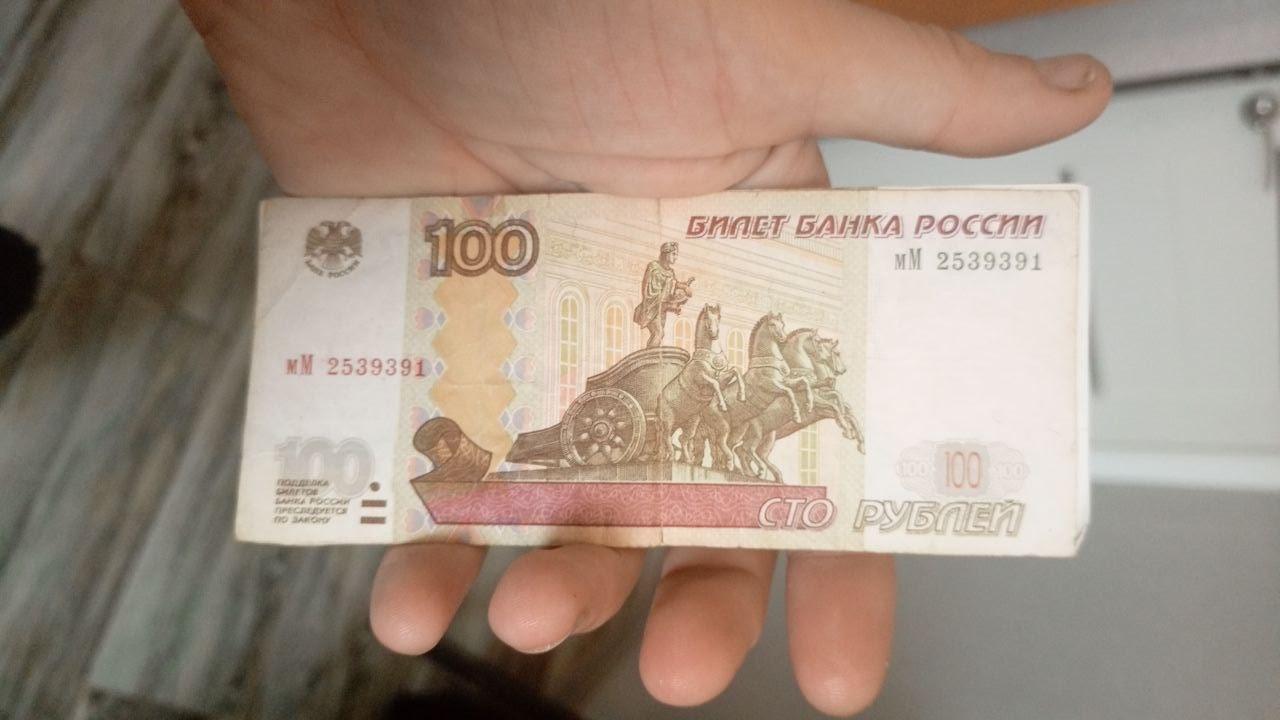 БАНК РОССИИ
100
БИЛЕТ БАНКА РОССИИ
мМ 2539391
мМ 2539391
100
ПОДДЕЛКА
БИЛЕТОВ
БАНКА РОССИИ
ПРЕСЛЕДУЕТСЯ
ПО ЗАКОНУ
100 100 100
СТО РУБЛЕЙ